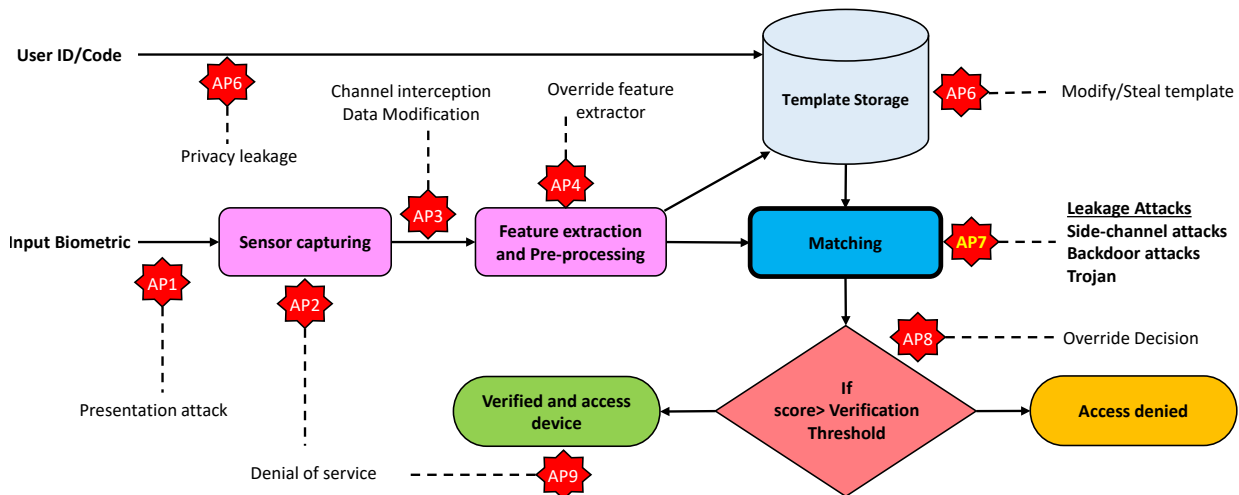 User ID/Code
AP6
Privacy leakage
Channel interception
Data Modification
Override feature
extractor
Template Storage
AP6
Modify/Steal template
AP3
AP4
Input Biometric
Sensor capturing
Feature extraction
and Pre-processing
Matching
AP7
Leakage Attacks
Side-channel attacks
Backdoor attacks
Trojan
AP1
AP2
AP8
Override Decision
Presentation attack
Verified and access
device
If
score> Verification
Threshold
Access denied
Denial of service
AP9